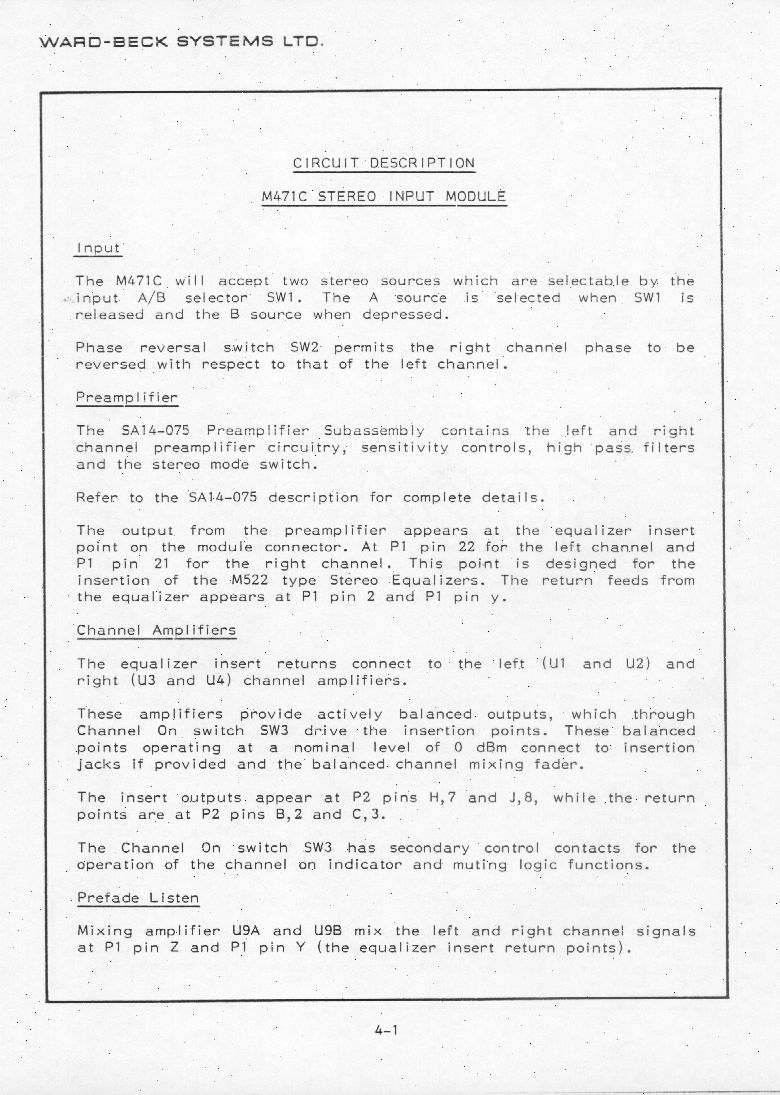 WARD-BECK SYSTEMS LTD.
CIRCUIT DESCRIPTION
M471C STEREO INPUT MODULE
Input
The M471C will accept two stereo sources which are selectable by the
input A/B selector SW1. The A source is selected when SW1 is
released and the B source when depressed.
Phase reversal switch SW2 permits the right channel phase to be
reversed with respect to that of the left channel.
Preamplifier
The SA14-075 Preamplifier Subassembly contains the left and right
channel preamplifier circuitry, sensitivity controls, high pass filters
and the stereo mode switch.
Refer to the SA14-075 description for complete details.
The output from the preamplifier appears at the equalizer insert
point on the module connector. At P1 pin 22 for the left channel and
P1 pin 21 for the right channel. This point is designed for the
insertion of the M522 type Stereo Equalizers. The return feeds from
the equalizer appears at P1 pin 2 and P1 pin y.
Channel Amplifiers
The equalizer insert returns connect to the left (U1 and U2) and
right (U3 and U4) channel amplifiers.
These amplifiers provide actively balanced outputs, which through
Channel On switch SW3 drive the insertion points. These balanced
points operating at a nominal level of 0 dBm connect to insertion
jacks if provided and the balanced channel mixing fader.
The insert outputs appear at P2 pins H,7 and J,8, while the return
points are at P2 pins B,2 and C,3.
The Channel On switch SW3 has secondary control contacts for the
operation of the channel on indicator and muting logic functions.
Prefade Listen
Mixing amplifier U9A and U9B mix the left and right channel signals
at P1 pin Z and P1 pin Y (the equalizer insert return points).
4-1